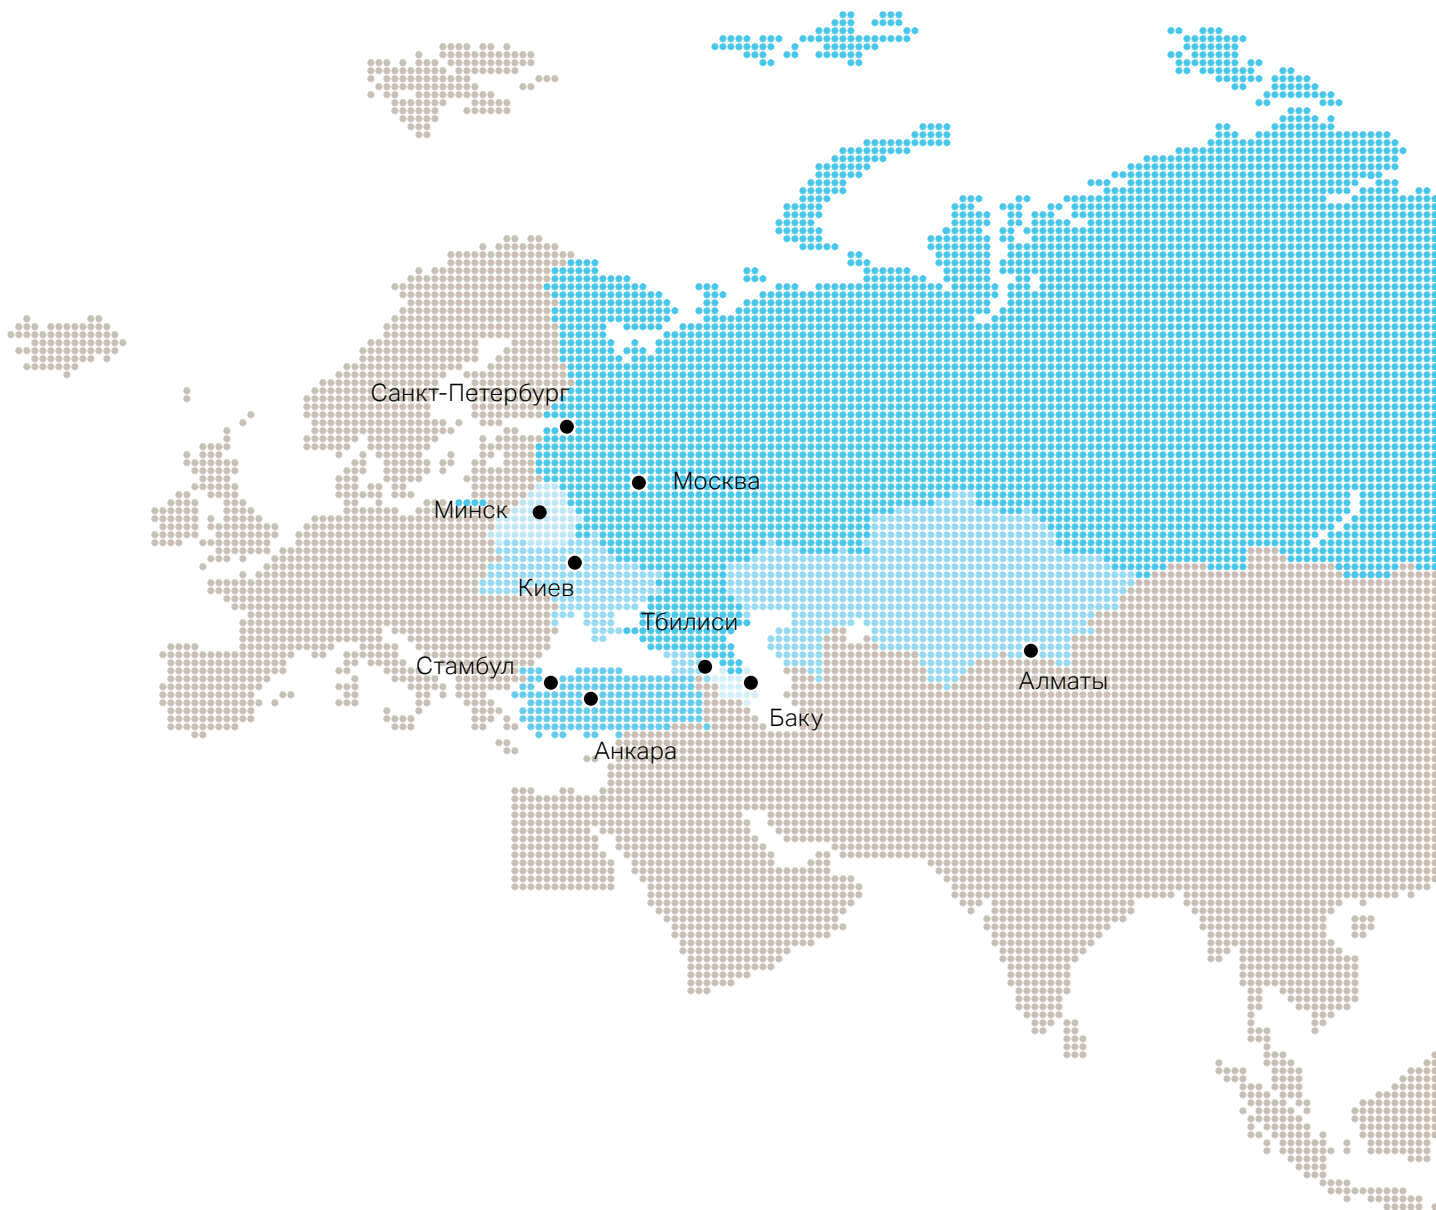 Санкт-Петербург
Москва
Минск
Киев
Тбилиси
Стамбул
Алматы
Баку
Анкара